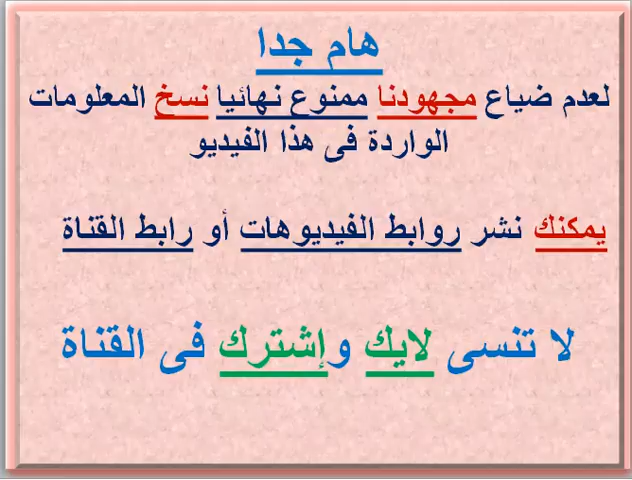 هام جدا
لعدم ضياع مجهودنا ممنوع نهائيا نسخ المعلومات
الواردة فى هذا الفيديو
يمكنك نشر روابط الفيديوهات أو رابط القناة
لا تنسى لايك وإشترك فى القناة